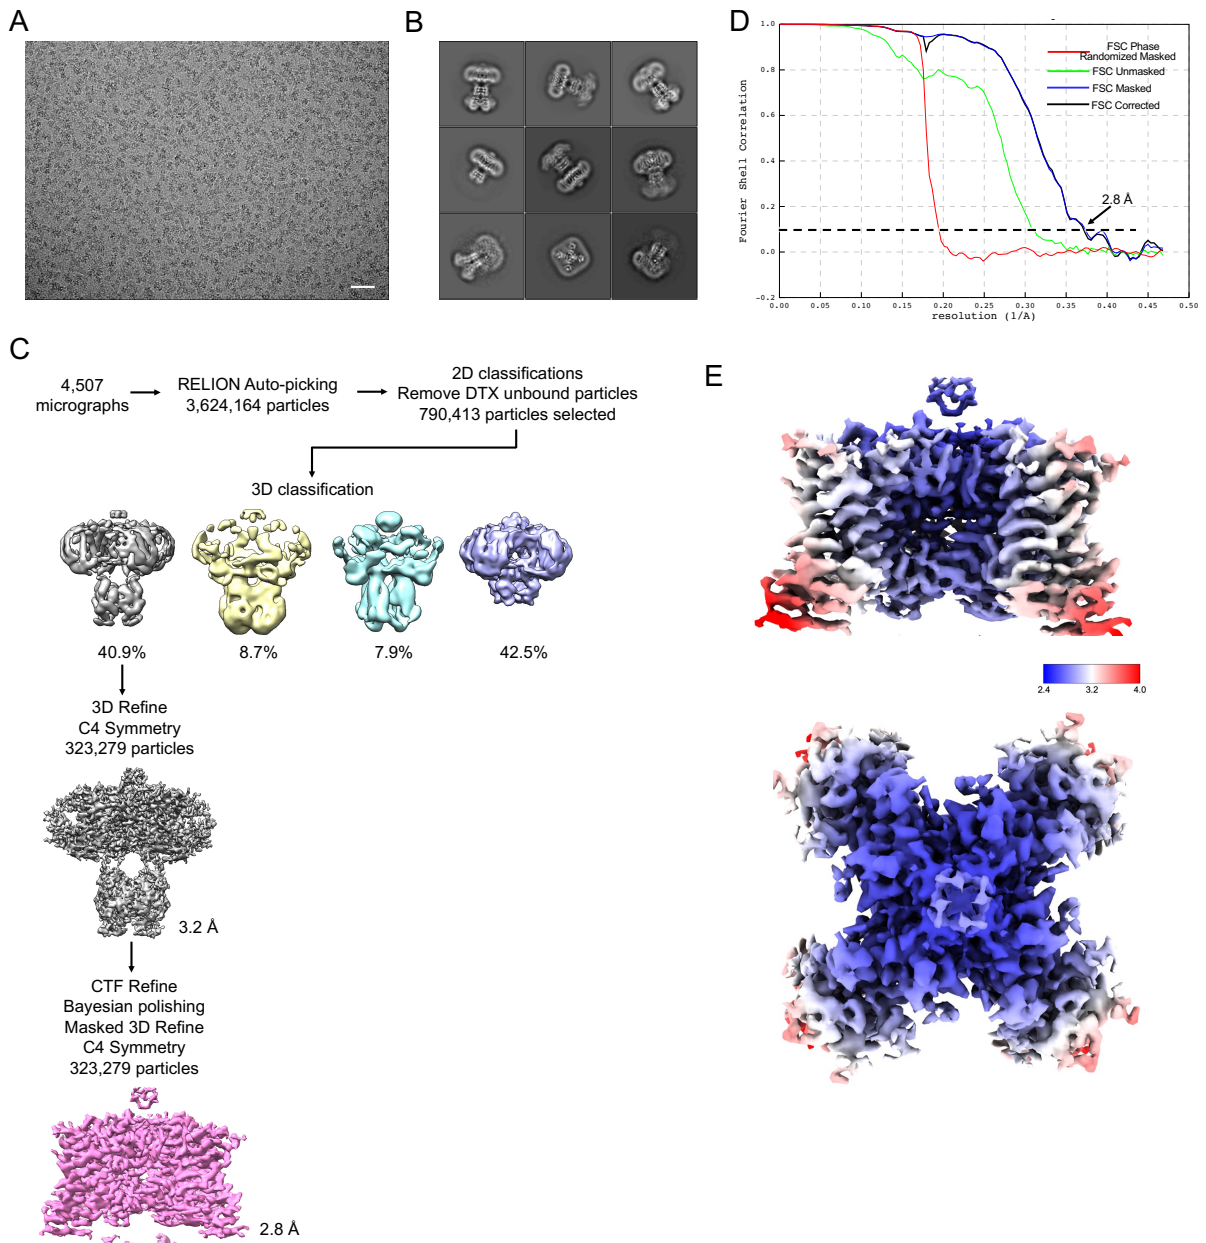 A
B
D
1.0
0.8
0.6
0.4
0.2
0.0
-0.2
0.00
0.05
0.10
0.15
0.20
0.25
0.30
0.35
0.40
0.45
0.50
Fourier Shell Correlation
resolution (1/A)
FSC Phase
Randomized Masked
FSC Unmasked
FSC Masked
FSC Corrected
2.8 Å
C
4,507
micrographs
RELION Auto-picking
3,624,164 particles
2D classifications
Remove DTX unbound particles
790,413 particles selected
3D classification
40.9%
8.7%
7.9%
42.5%
3D Refine
C4 Symmetry
323,279 particles
3.2 Å
CTF Refine
Bayesian polishing
Masked 3D Refine
C4 Symmetry
323,279 particles
2.8 Å
E
2.4
3.2
4.0